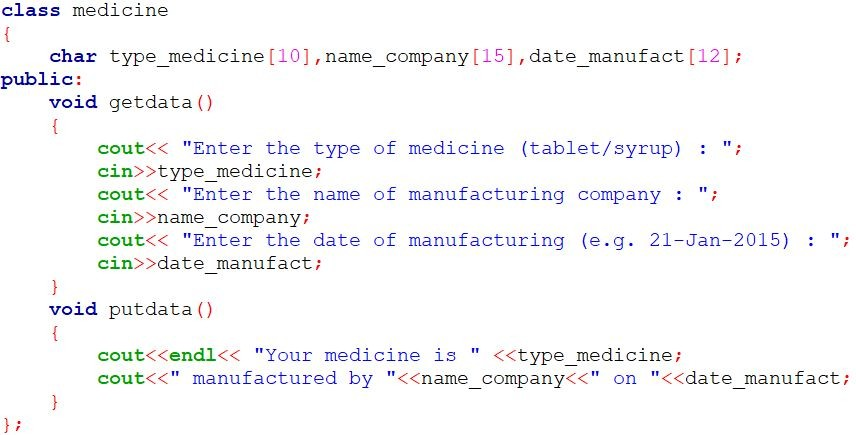 class medicine
{
    char type_medicine[10],name_company[15],date_manufact[12];
public:
    void getdata()
    {
        cout<< "Enter the type of medicine (tablet/syrup) : ";
        cin>>type_medicine;
        cout<< "Enter the name of manufacturing company : ";
        cin>>name_company;
        cout<< "Enter the date of manufacturing (e.g. 21-Jan-2015) : ";
        cin>>date_manufact;
    }
    void putdata()
    {
        cout<<endl<< "Your medicine is " <<type_medicine;
        cout<<" manufactured by "<<name_company<<" on "<<date_manufact;
    }
};